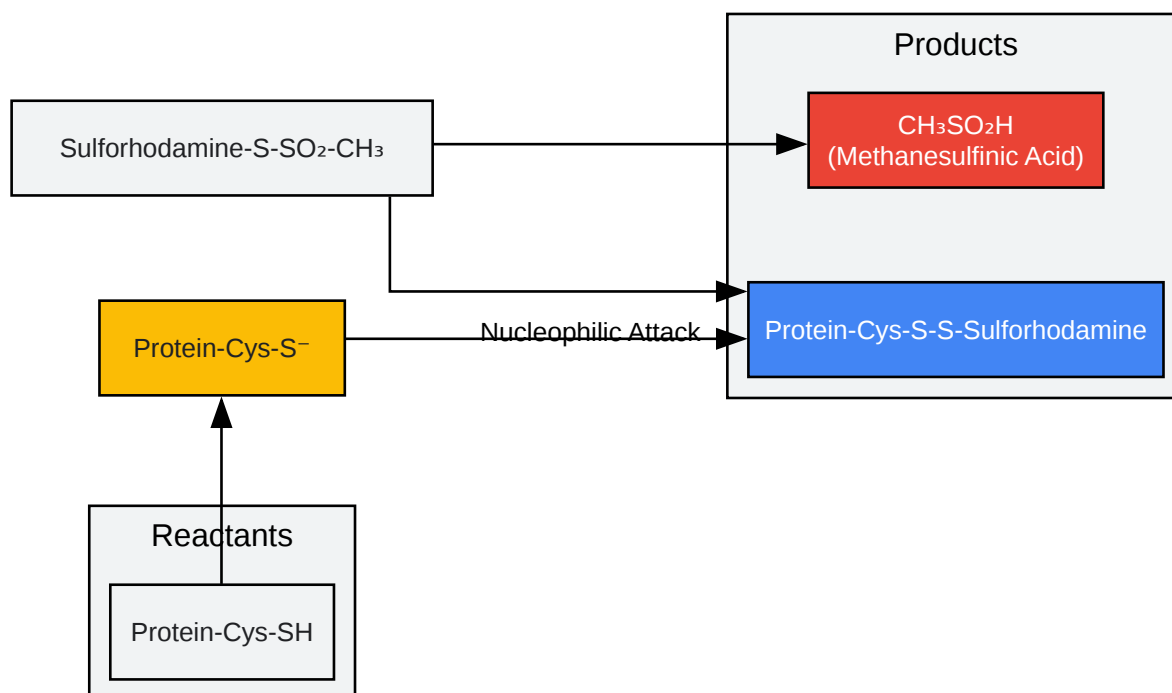 Products
Sulforhodamine-S-SO₂-CH₃
CH₃SO₂H
(Methanesulfinic Acid)
Protein-Cys-S⁻
Nucleophilic Attack
Protein-Cys-S-S-Sulforhodamine
Reactants
Protein-Cys-SH